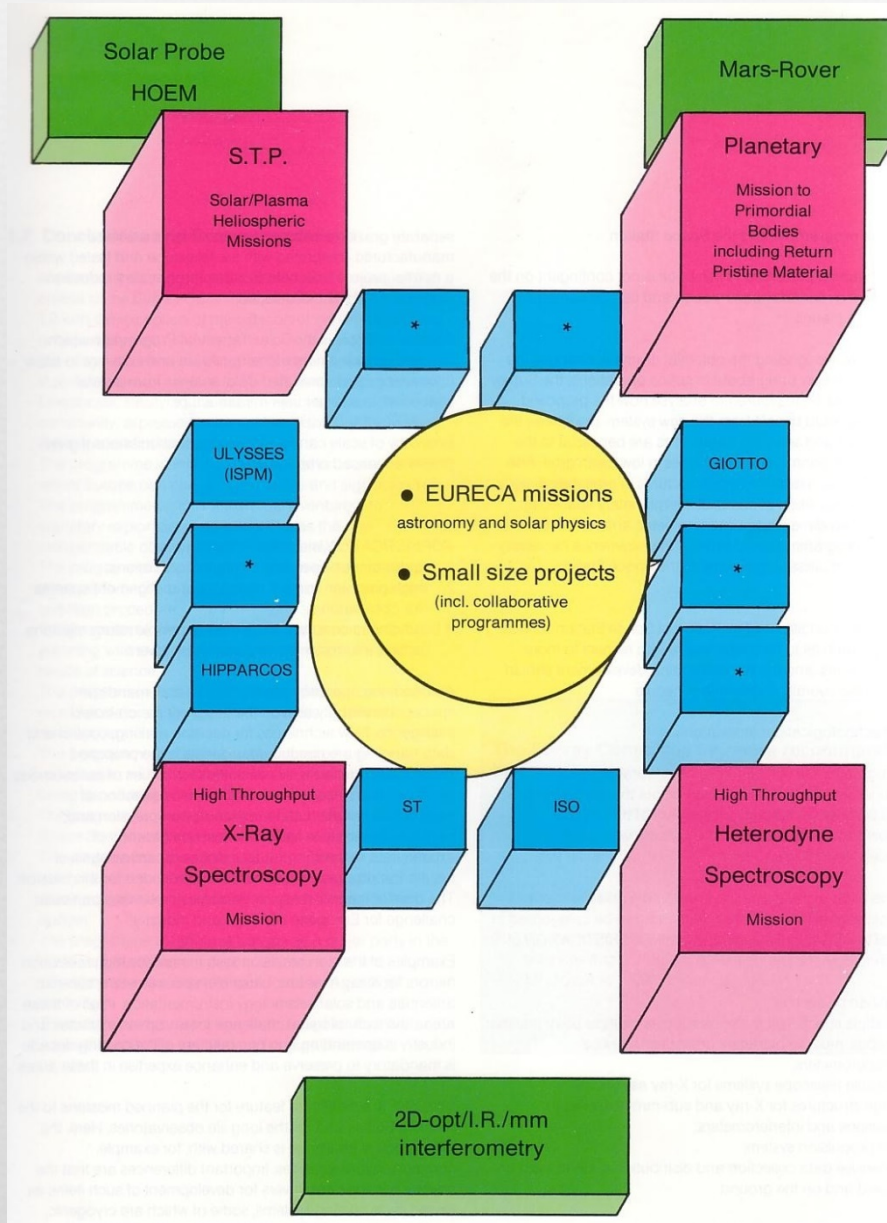 Solar Probe
HOEM
Mars-Rover
S.T.P.
Solar/Plasma
Heliospheric
Missions
Planetary
Mission to
Primordial
Bodies
including Return
Pristine Material
*
*
ULYSSES
(ISPM)
GIOTTO
• EURECA missions
astronomy and solar physics
• Small size projects
(incl. collaborative
programmes)
*
*
HIPPARCOS
*
High Throughput
X-Ray
Spectroscopy
Mission
ST
ISO
High Throughput
Heterodyne
Spectroscopy
Mission
2D-opt/I.R./mm
interferometry